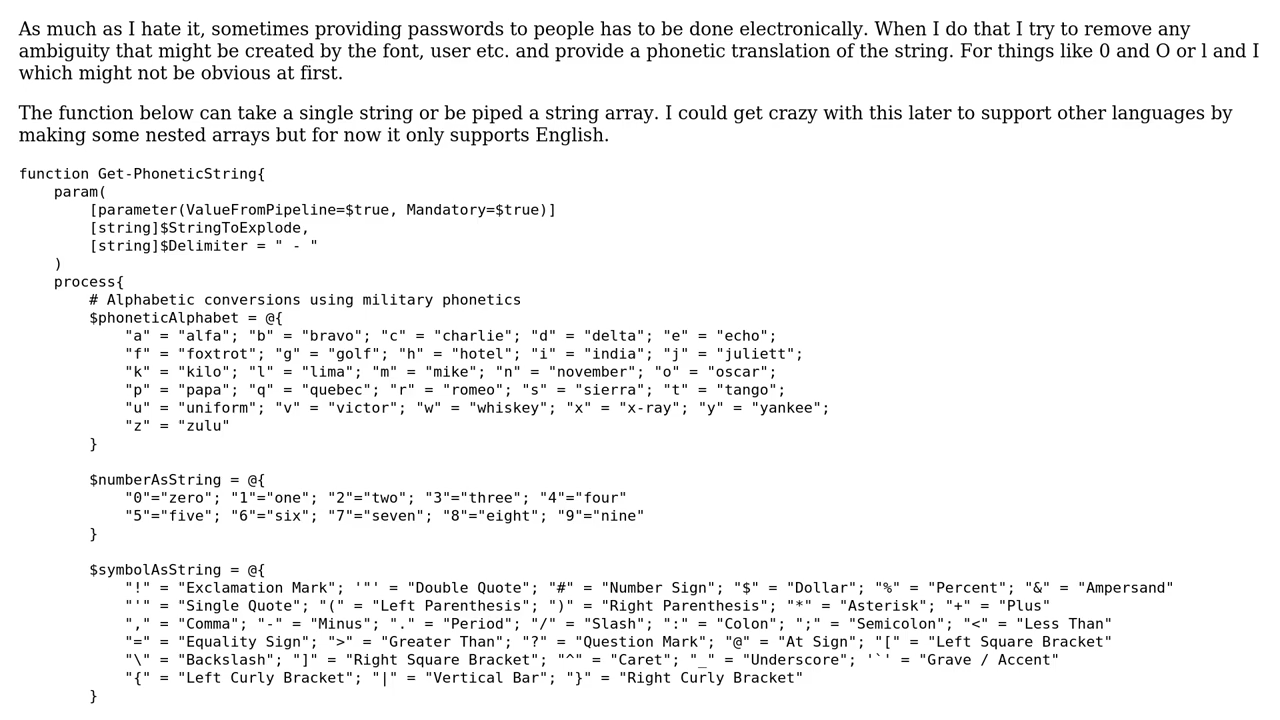 As much as I hate it, sometimes providing passwords to people has to be done electronically. When I do that I try to remove any
ambiguity that might be created by the font, user etc. and provide a phonetic translation of the string. For things like 0 and O or l and I
which might not be obvious at first.
The function below can take a single string or be piped a string array. I could get crazy with this later to support other languages by
making some nested arrays but for now it only supports English.
function Get-PhoneticString{
    param(
        [parameter(ValueFromPipeline=$true, Mandatory=$true)]
        [string]$StringToExplode,
        [string]$Delimiter = " - "
    )
    process{
        # Alphabetic conversions using military phonetics
        $phoneticAlphabet = @{
            "a" = "alfa"; "b" = "bravo"; "c" = "charlie"; "d" = "delta"; "e" = "echo";
            "f" = "foxtrot"; "g" = "golf"; "h" = "hotel"; "i" = "india"; "j" = "juliett";
            "k" = "kilo"; "l" = "lima"; "m" = "mike"; "n" = "november"; "o" = "oscar";
            "p" = "papa"; "q" = "quebec"; "r" = "romeo"; "s" = "sierra"; "t" = "tango";
            "u" = "uniform"; "v" = "victor"; "w" = "whiskey"; "x" = "x-ray"; "y" = "yankee";
            "z" = "zulu"
        }
        $numberAsString = @{
            "0"="zero"; "1"="one"; "2"="two"; "3"="three"; "4"="four"
            "5"="five"; "6"="six"; "7"="seven"; "8"="eight"; "9"="nine"
        }
        $symbolAsString = @{
            "!" = "Exclamation Mark"; '"' = "Double Quote"; "#" = "Number Sign"; "$" = "Dollar"; "%" = "Percent"; "&" = "Ampersand"
            "'" = "Single Quote"; "(" = "Left Parenthesis"; ")" = "Right Parenthesis"; "*" = "Asterisk"; "+" = "Plus"
            "," = "Comma"; "-" = "Minus"; "." = "Period"; "/" = "Slash"; ":" = "Colon"; ";" = "Semicolon"; "<" = "Less Than"
            "=" = "Equality Sign"; ">" = "Greater Than"; "?" = "Question Mark"; "@" = "At Sign"; "[" = "Left Square Bracket"
            "\" = "Backslash"; "]" = "Right Square Bracket"; "^" = "Caret"; "_" = "Underscore"; '`' = "Grave / Accent"
            "{" = "Left Curly Bracket"; "|" = "Vertical Bar"; "}" = "Right Curly Bracket"
        }